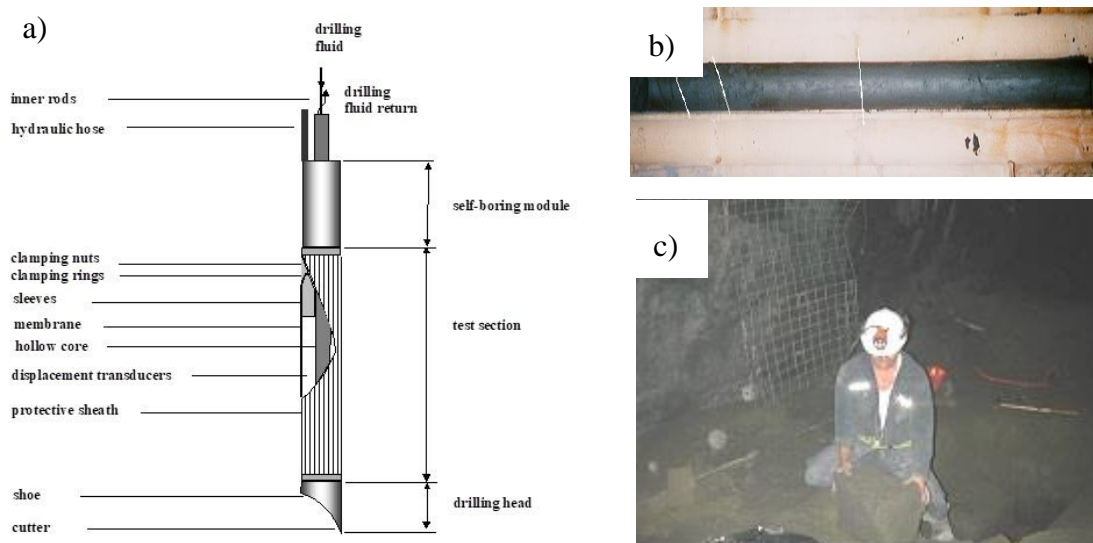 a)
drilling
fluid
inner rods
drilling
fluid return
hydraulic hose
self-boring module
clamping nuts
clamping rings
sleeves
membrane
test section
hollow core
displacement transducers
protective sheath
shoe
drilling head
cutter
b)
c)